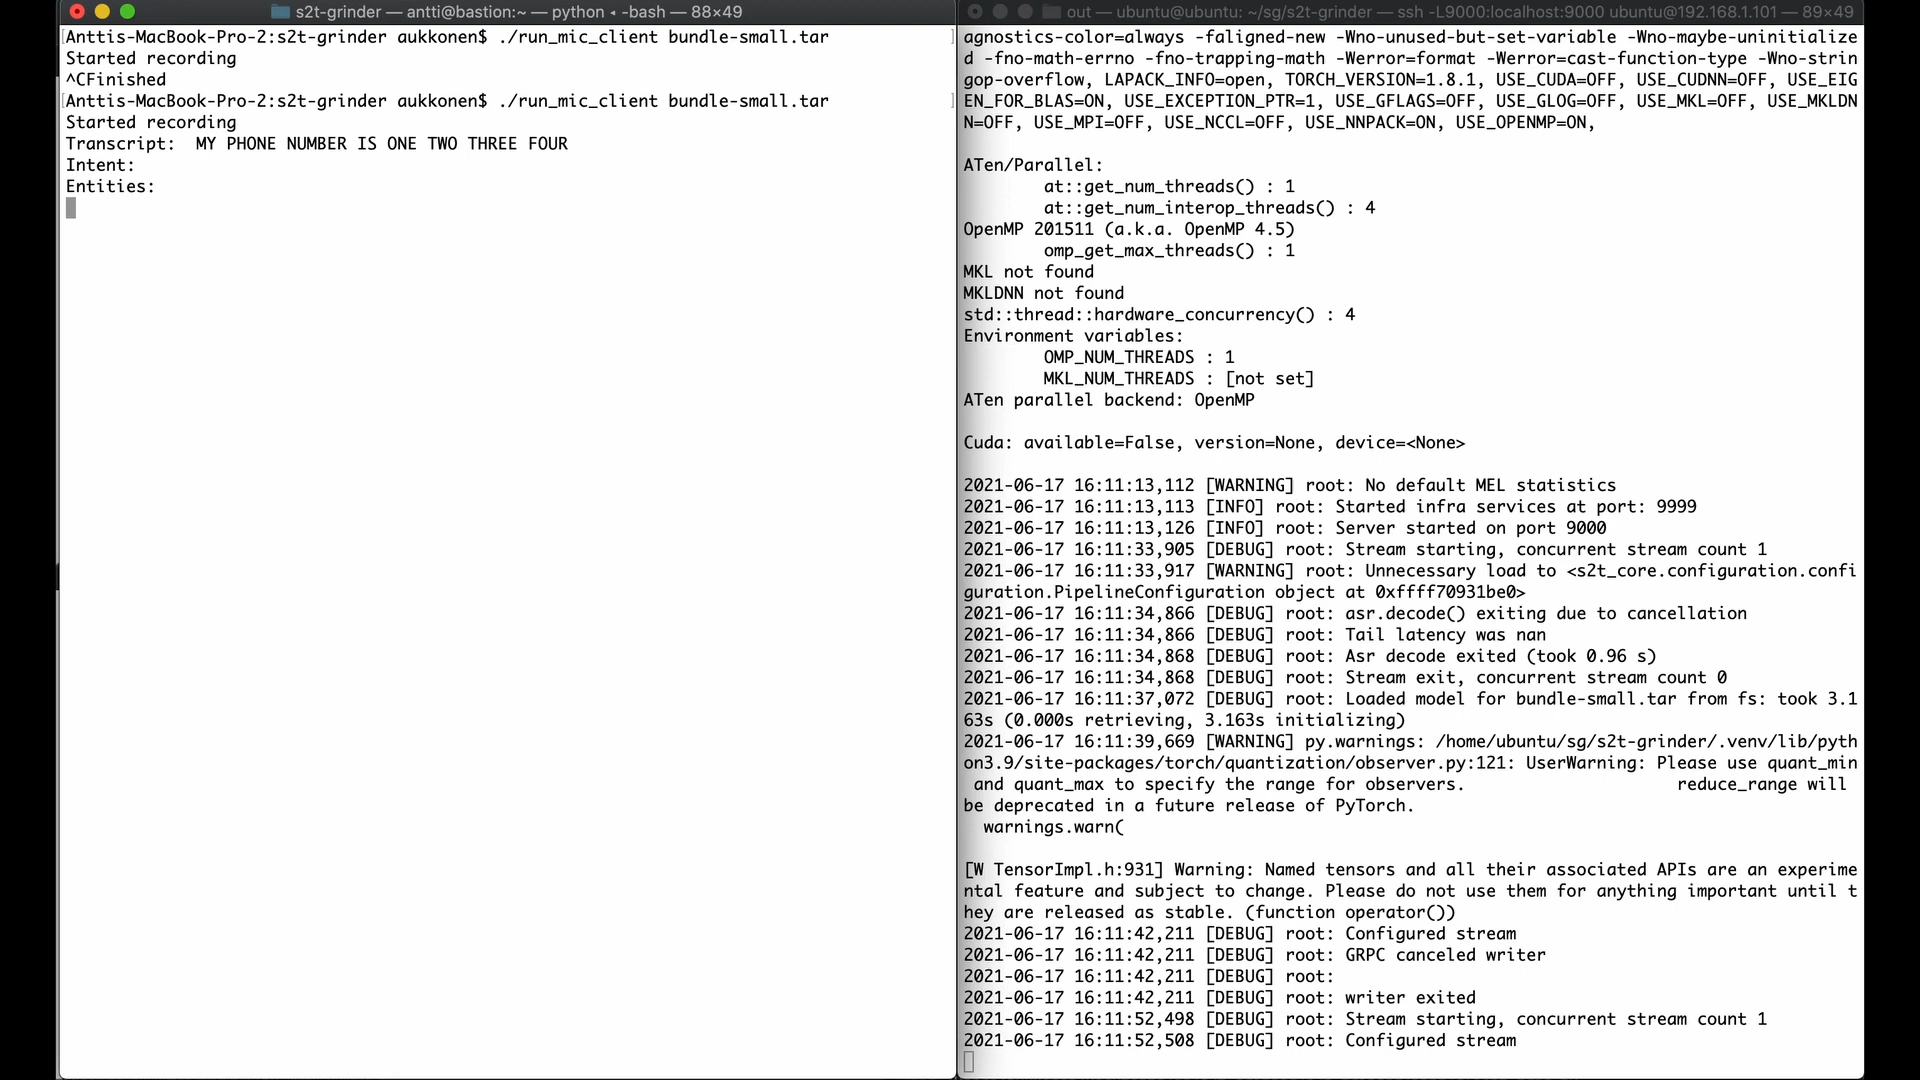 s2t-grinder — antti@bastion:~ — python ◂ -bash — 88×49
[Anttis-MacBook-Pro-2:s2t-grinder aukkonen$ ./run_mic_client bundle-small.tar ]
Started recording
^CFinished
[Anttis-MacBook-Pro-2:s2t-grinder aukkonen$ ./run_mic_client bundle-small.tar ]
Started recording
Transcript:  MY PHONE NUMBER IS ONE TWO THREE FOUR
Intent:
Entities:
out — ubuntu@ubuntu: ~/sg/s2t-grinder — ssh -L9000:localhost:9000 ubuntu@192.168.1.101 — 89×49
agnostics-color=always -faligned-new -Wno-unused-but-set-variable -Wno-maybe-uninitialize
d -fno-math-errno -fno-trapping-math -Werror=format -Werror=cast-function-type -Wno-strin
gop-overflow, LAPACK_INFO=open, TORCH_VERSION=1.8.1, USE_CUDA=OFF, USE_CUDNN=OFF, USE_EIG
EN_FOR_BLAS=ON, USE_EXCEPTION_PTR=1, USE_GFLAGS=OFF, USE_GLOG=OFF, USE_MKL=OFF, USE_MKLDN
N=OFF, USE_MPI=OFF, USE_NCCL=OFF, USE_NNPACK=ON, USE_OPENMP=ON,
ATen/Parallel:
at::get_num_threads() : 1
at::get_num_interop_threads() : 4
OpenMP 201511 (a.k.a. OpenMP 4.5)
omp_get_max_threads() : 1
MKL not found
MKLDNN not found
std::thread::hardware_concurrency() : 4
Environment variables:
OMP_NUM_THREADS : 1
MKL_NUM_THREADS : [not set]
ATen parallel backend: OpenMP
Cuda: available=False, version=None, device=<None>
2021-06-17 16:11:13,112 [WARNING] root: No default MEL statistics
2021-06-17 16:11:13,113 [INFO] root: Started infra services at port: 9999
2021-06-17 16:11:13,126 [INFO] root: Server started on port 9000
2021-06-17 16:11:33,905 [DEBUG] root: Stream starting, concurrent stream count 1
2021-06-17 16:11:33,917 [WARNING] root: Unnecessary load to <s2t_core.configuration.confi
guration.PipelineConfiguration object at 0xffff70931be0>
2021-06-17 16:11:34,866 [DEBUG] root: asr.decode() exiting due to cancellation
2021-06-17 16:11:34,866 [DEBUG] root: Tail latency was nan
2021-06-17 16:11:34,868 [DEBUG] root: Asr decode exited (took 0.96 s)
2021-06-17 16:11:34,868 [DEBUG] root: Stream exit, concurrent stream count 0
2021-06-17 16:11:37,072 [DEBUG] root: Loaded model for bundle-small.tar from fs: took 3.1
63s (0.000s retrieving, 3.163s initializing)
2021-06-17 16:11:39,669 [WARNING] py.warnings: /home/ubuntu/sg/s2t-grinder/.venv/lib/pyth
on3.9/site-packages/torch/quantization/observer.py:121: UserWarning: Please use quant_min
and quant_max to specify the range for observers.                     reduce_range will
be deprecated in a future release of PyTorch.
warnings.warn(
[W TensorImpl.h:931] Warning: Named tensors and all their associated APIs are an experime
ntal feature and subject to change. Please do not use them for anything important until t
hey are released as stable. (function operator())
2021-06-17 16:11:42,211 [DEBUG] root: Configured stream
2021-06-17 16:11:42,211 [DEBUG] root: GRPC canceled writer
2021-06-17 16:11:42,211 [DEBUG] root:
2021-06-17 16:11:42,211 [DEBUG] root: writer exited
2021-06-17 16:11:52,498 [DEBUG] root: Stream starting, concurrent stream count 1
2021-06-17 16:11:52,508 [DEBUG] root: Configured stream